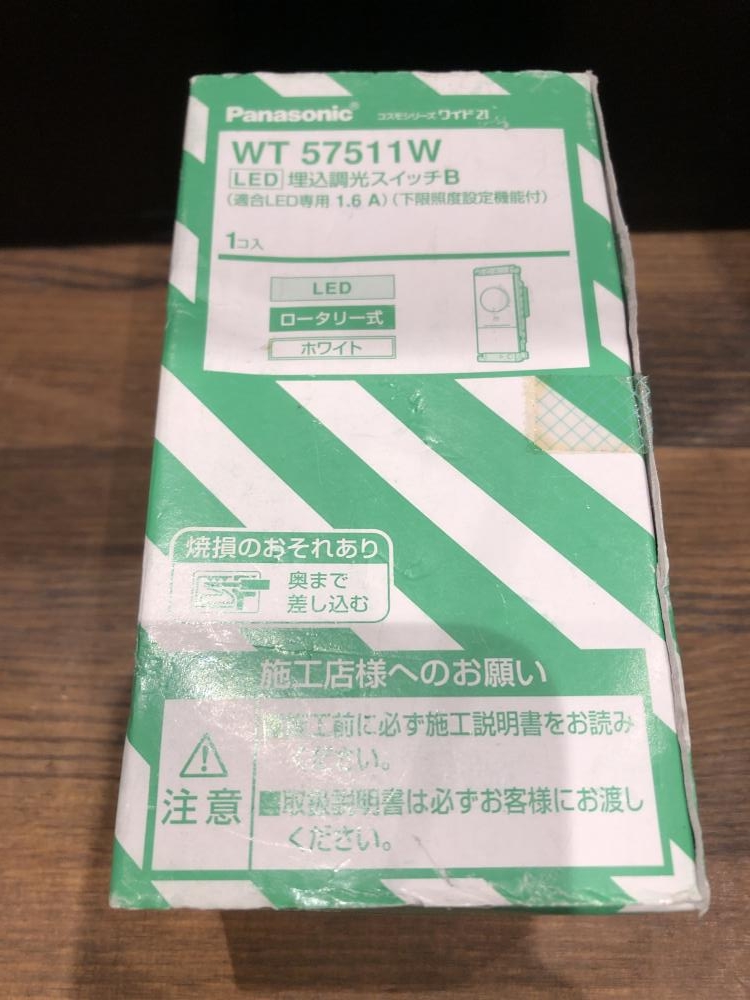 Panasonic® コスモシリーズ ワイド21
WT 57511W
LED 埋込調光スイッチB
(適合LED専用 1.6 A)(下限照度設定機能付)
1コ入
LED
ロータリー式
ホワイト
焼損のおそれあり
奥まで
差し込む
施工店様へのお願い
注意
■施工前に必ず施工説明書をお読み
ください。
■取扱説明書は必ずお客様にお渡し
ください。